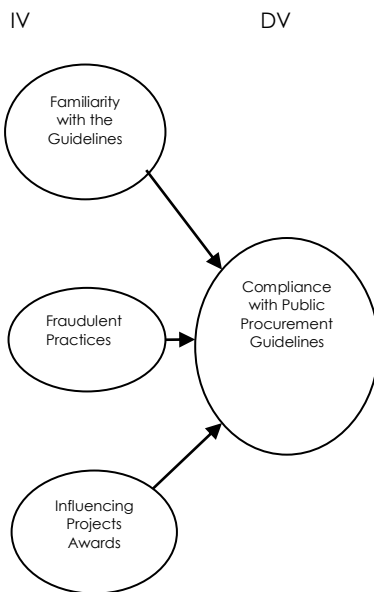 IV
DV
Familiarity
with the
Guidelines
Fraudulent
Practices
Influencing
Projects
Awards
Compliance
with Public
Procurement
Guidelines